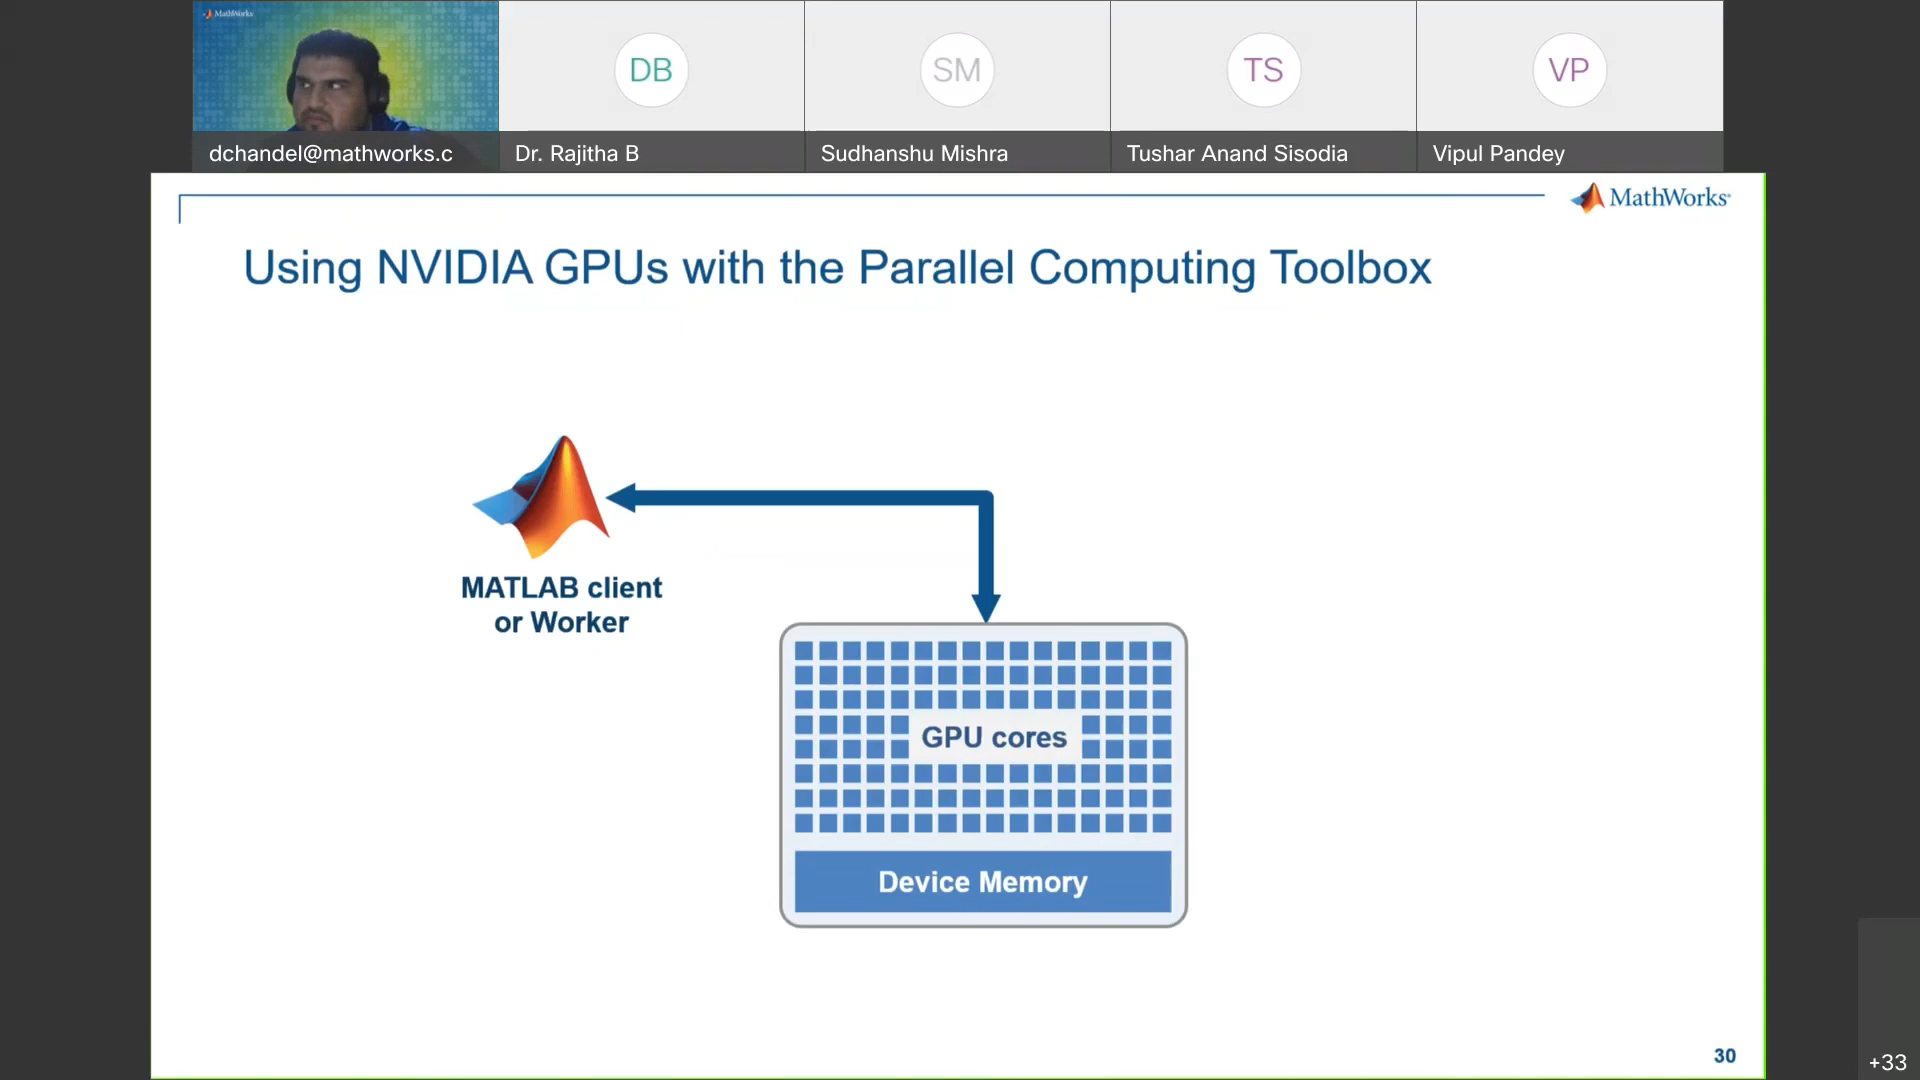 MathWorks
DB
SM
TS
VP
dchandel@mathworks.c
Dr. Rajitha B
Sudhanshu Mishra
Tushar Anand Sisodia
Vipul Pandey
MathWorks®
Using NVIDIA GPUs with the Parallel Computing Toolbox
MATLAB client
or Worker
GPU cores
Device Memory
30
+33